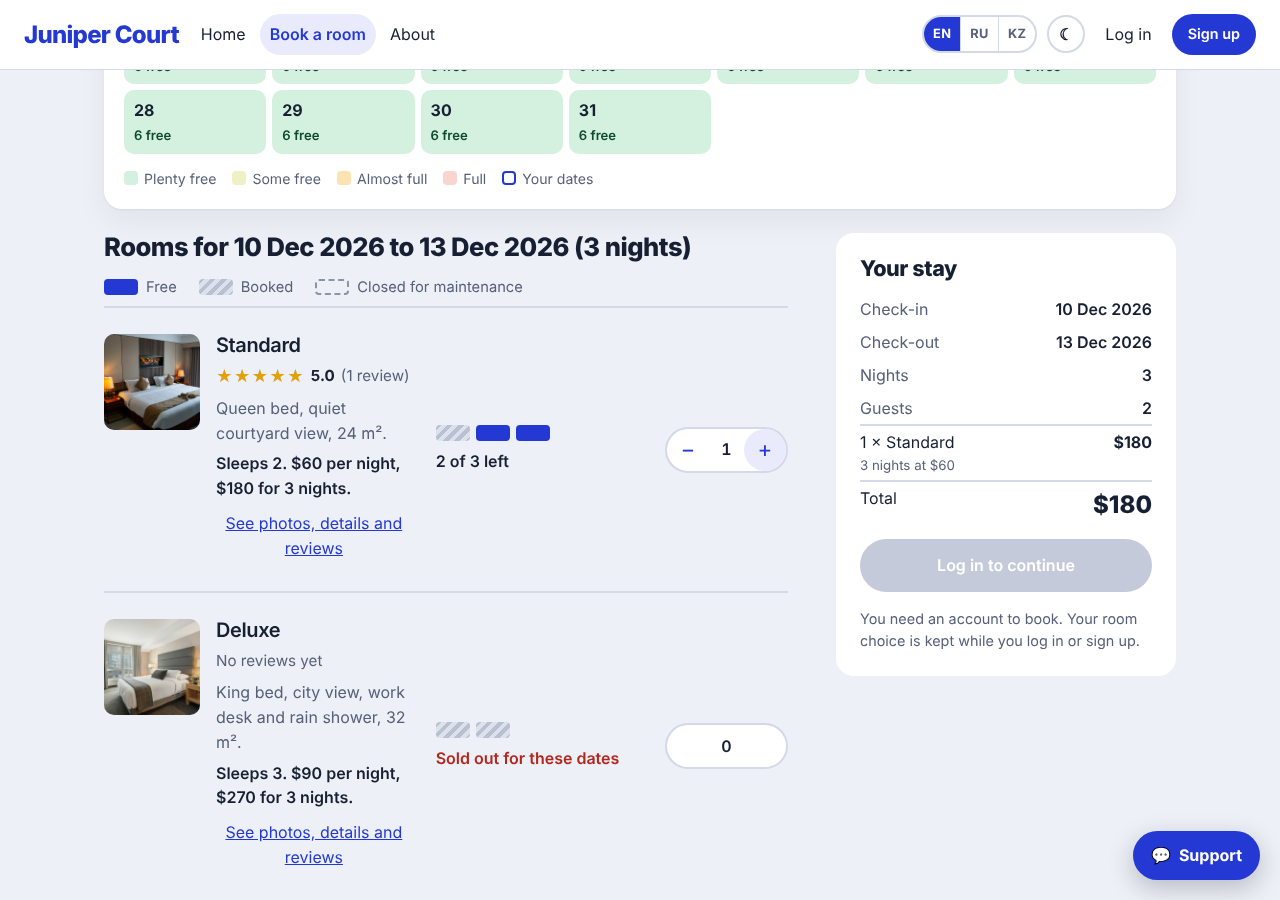 Juniper Court Home Book a room About EN RU KZ Log in Sign up
28 29 30 31
6 free 6 free 6 free 6 free
Plenty free Some free Almost full Full Your dates
Rooms for 10 Dec 2026 to 13 Dec 2026 (3 nights)
Free Booked Closed for maintenance
Standard
★★★★★ 5.0 (1 review)
Queen bed, quiet
courtyard view, 24 m².
Sleeps 2. $60 per night,
$180 for 3 nights.
See photos, details and
reviews
2 of 3 left
− 1 +
Deluxe
No reviews yet
King bed, city view, work
desk and rain shower, 32
m².
Sleeps 3. $90 per night,
$270 for 3 nights.
See photos, details and
reviews
Sold out for these dates
0
Your stay
Check-in 10 Dec 2026
Check-out 13 Dec 2026
Nights 3
Guests 2
1 × Standard $180
3 nights at $60
Total $180
Log in to continue
You need an account to book. Your room
choice is kept while you log in or sign up.
Support